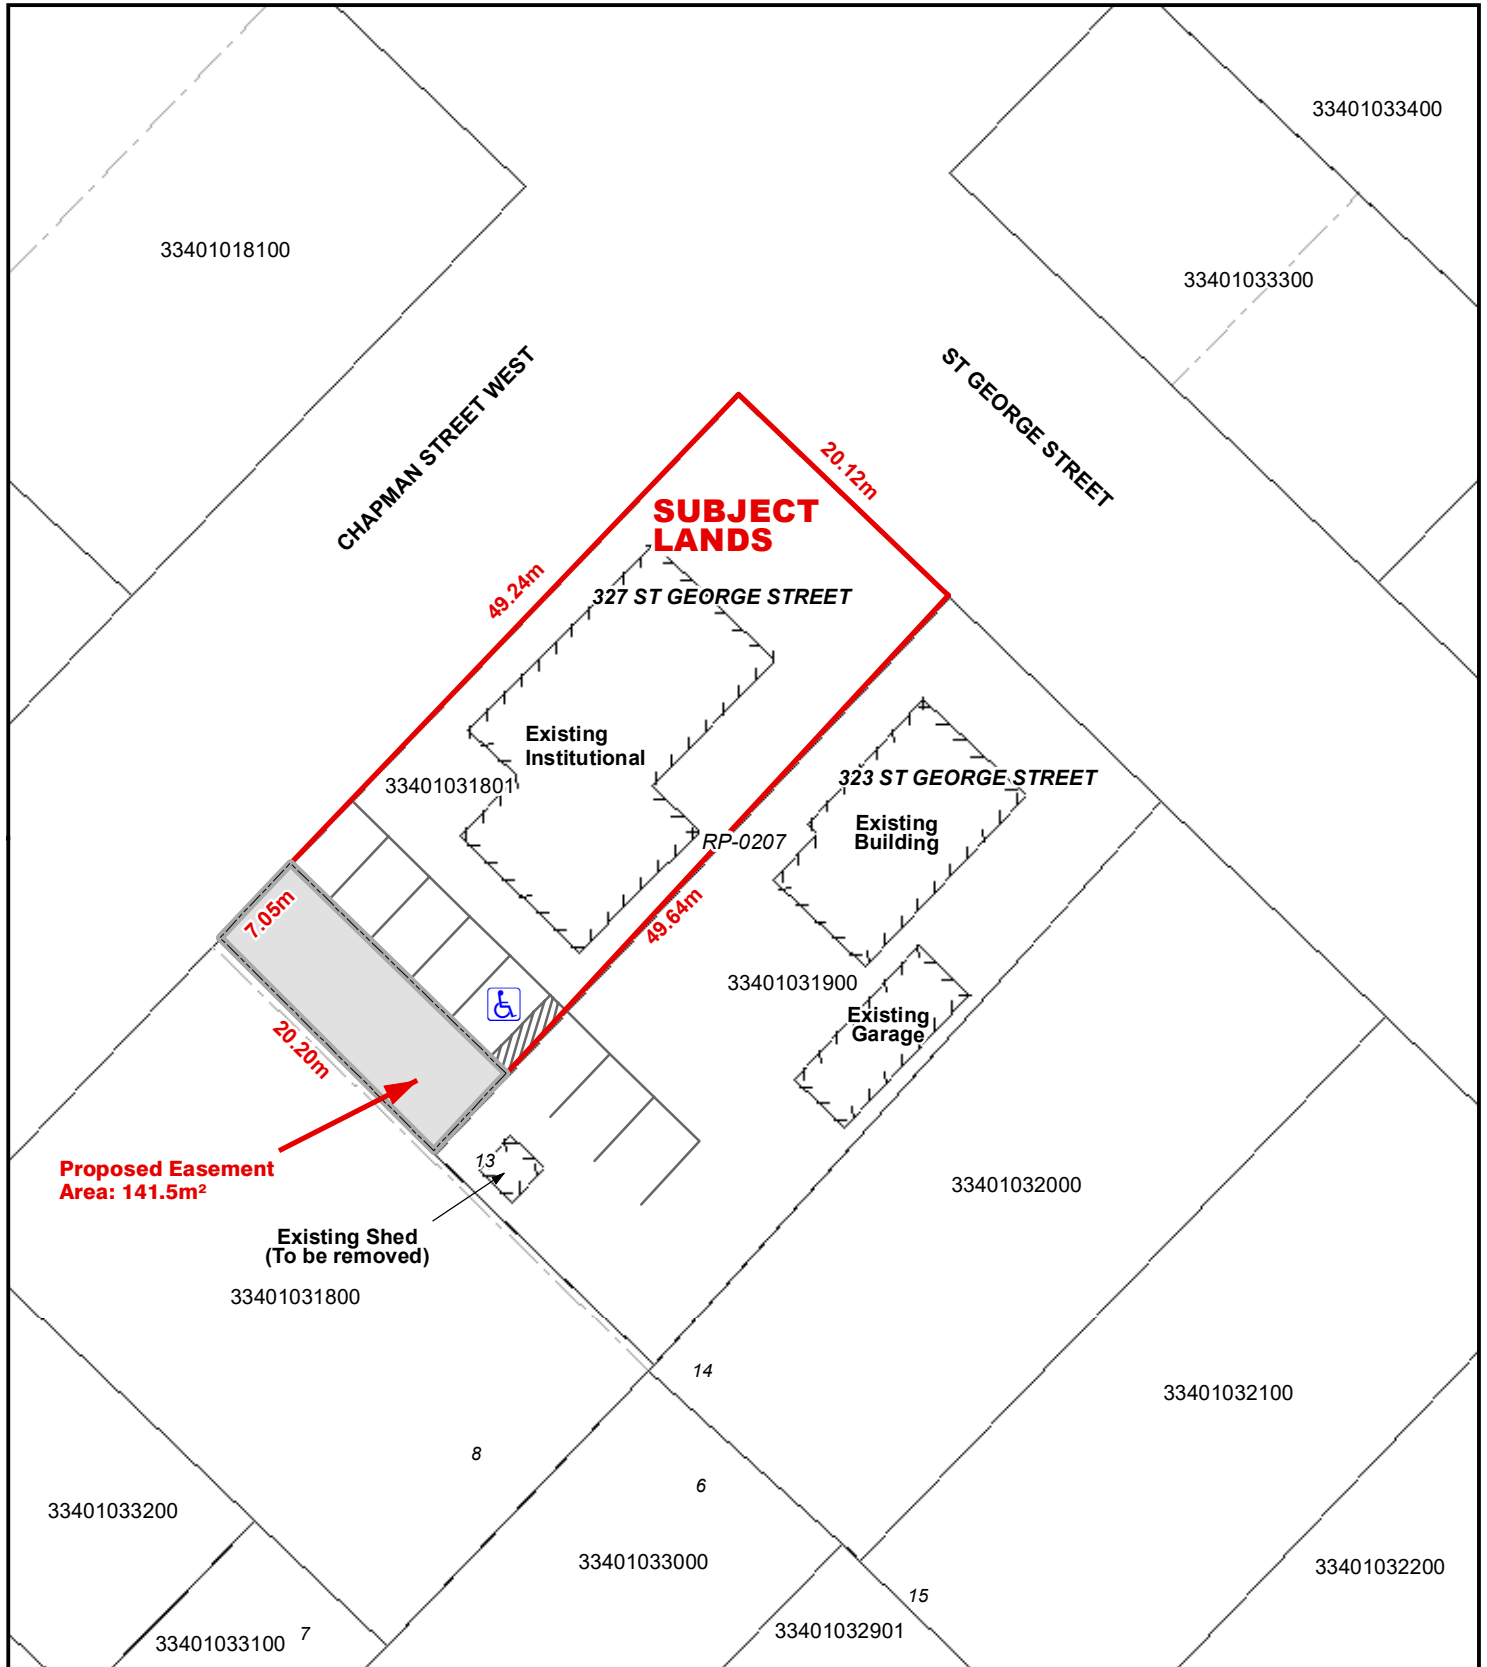 33401033400
33401018100
33401033300
CHAPMAN STREET WEST
ST GEORGE STREET
20.12m
SUBJECT
LANDS
49.24m
327 ST GEORGE STREET
Existing
Institutional
33401031801
323 ST GEORGE STREET
Existing
Building
RP-0207
7.05m
49.64m
33401031900
Existing
Garage
20.20m
Proposed Easement
Area: 141.5m²
13
33401032000
Existing Shed
(To be removed)
33401031800
14
33401032100
8
6
33401033200
33401033000
33401032200
15
33401033100
7
33401032901